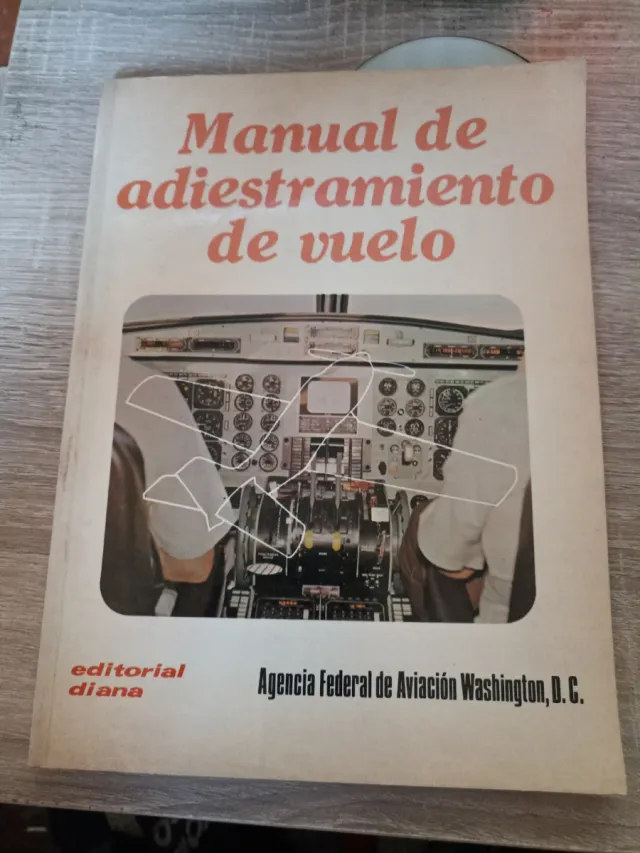 Manual de
adiestramiento
de vuelo
editorial
diana
Agencia Federal de Aviación Washington, D. C.